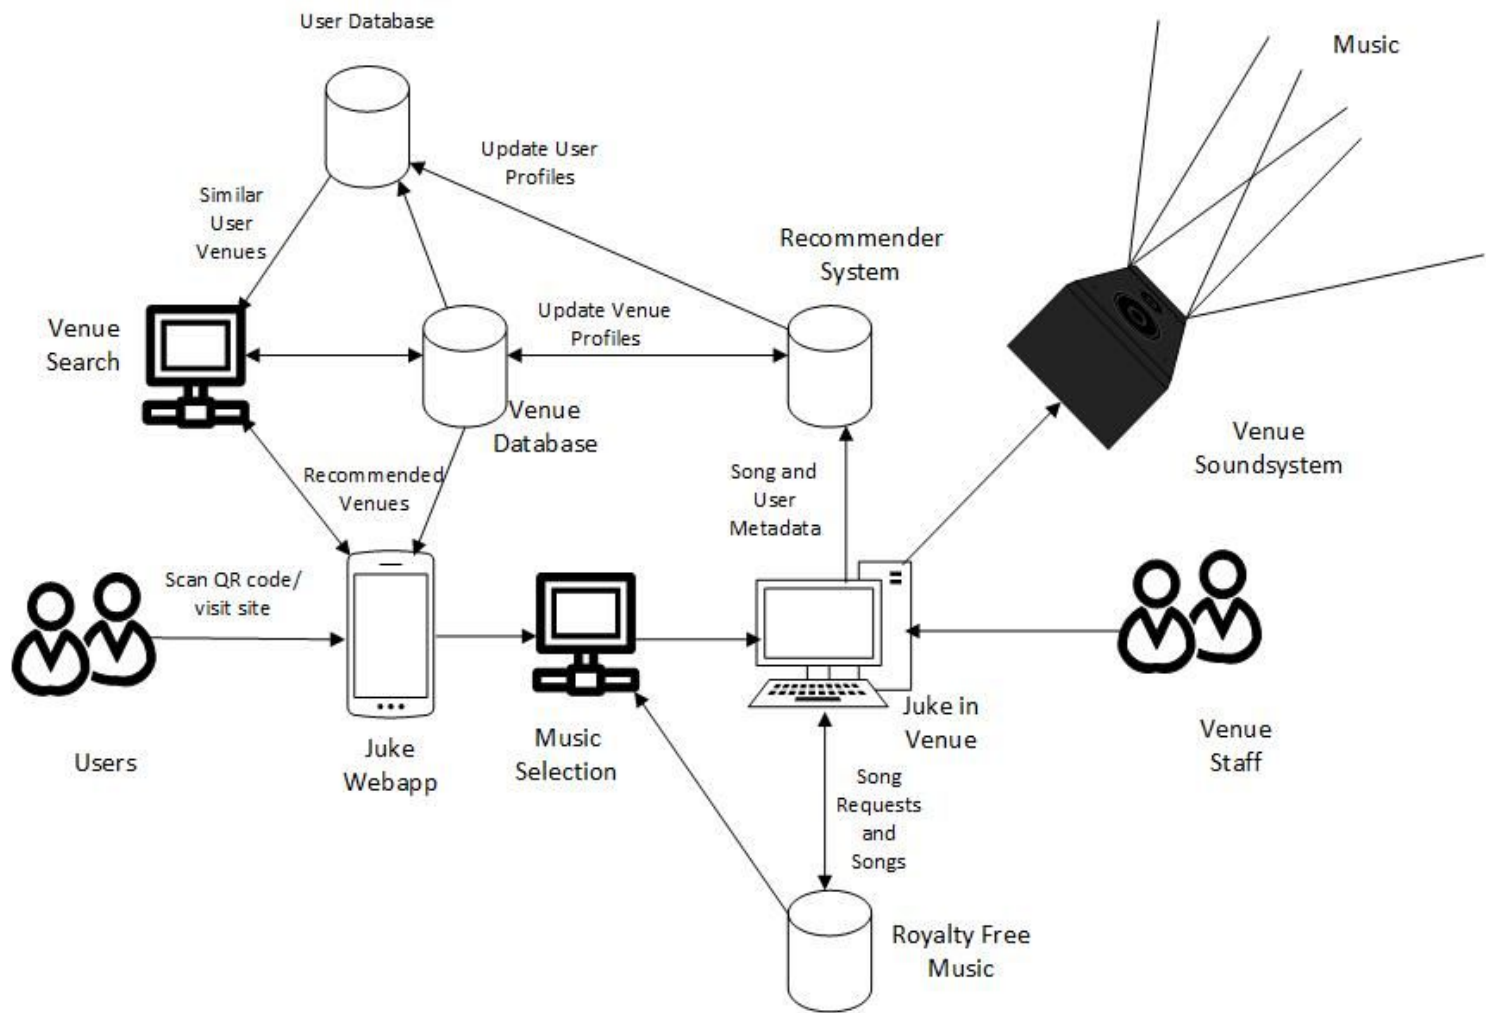 User Database
Music
Update User
Profiles
Similar
User
Venues
Recommender
System
Venue
Search
Update Venue
Profiles
Venue
Database
Venue
Soundsystem
Recommended
Venues
Song and
User
Metadata
Scan QR code/
visit site
Users
Juke
Webapp
Music
Selection
Juke in
Venue
Venue
Staff
Song
Requests
and
Songs
Royalty Free
Music